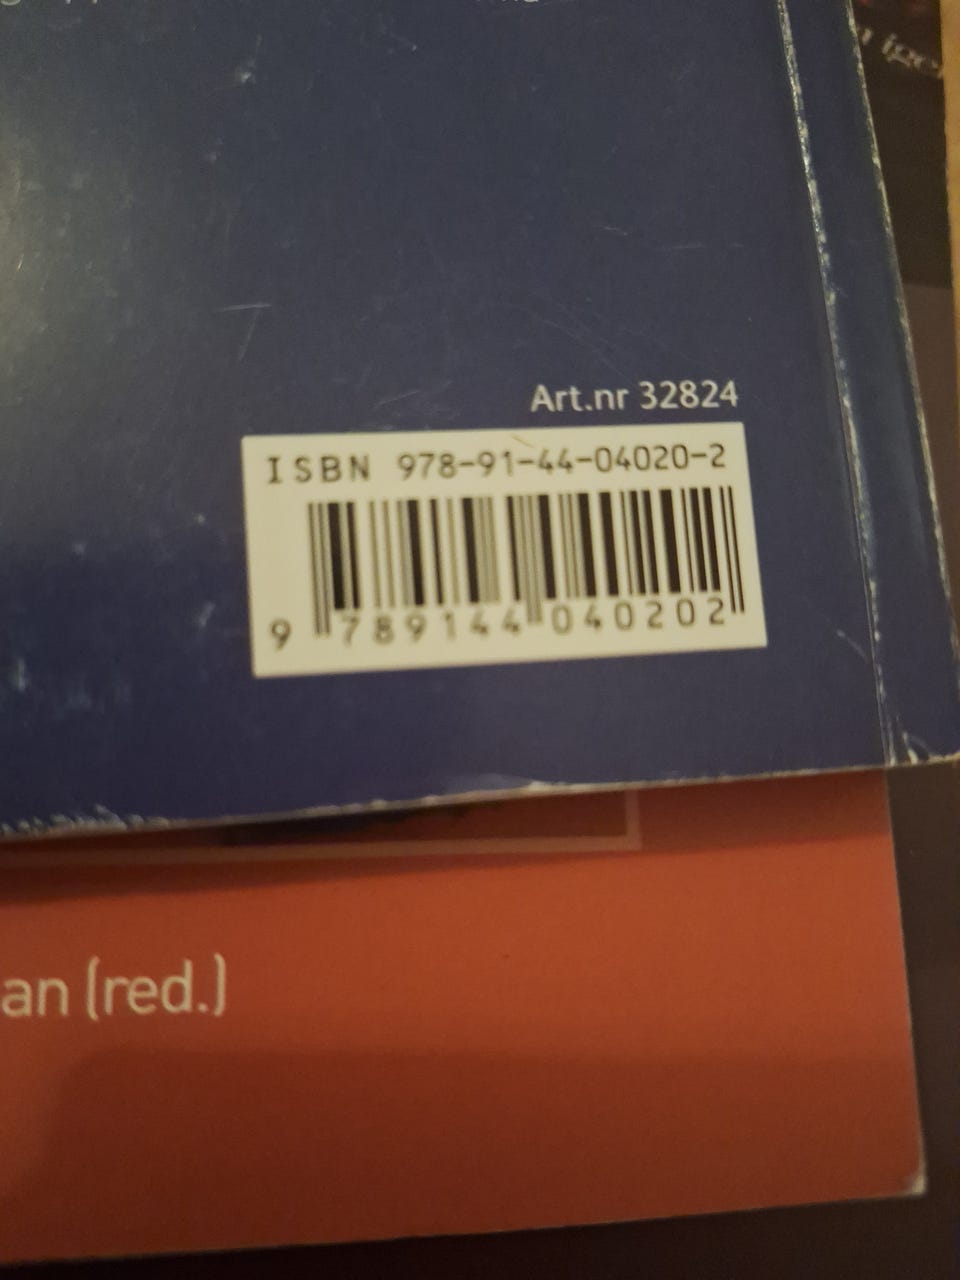 Art.nr 32824
ISBN 978-91-44-04020-2
9 789144 040202
an (red.)